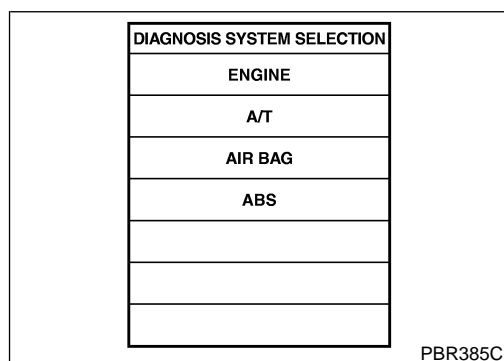 DIAGNOSIS SYSTEM SELECTION
ENGINE
A/T
AIR BAG
ABS
PBR385C